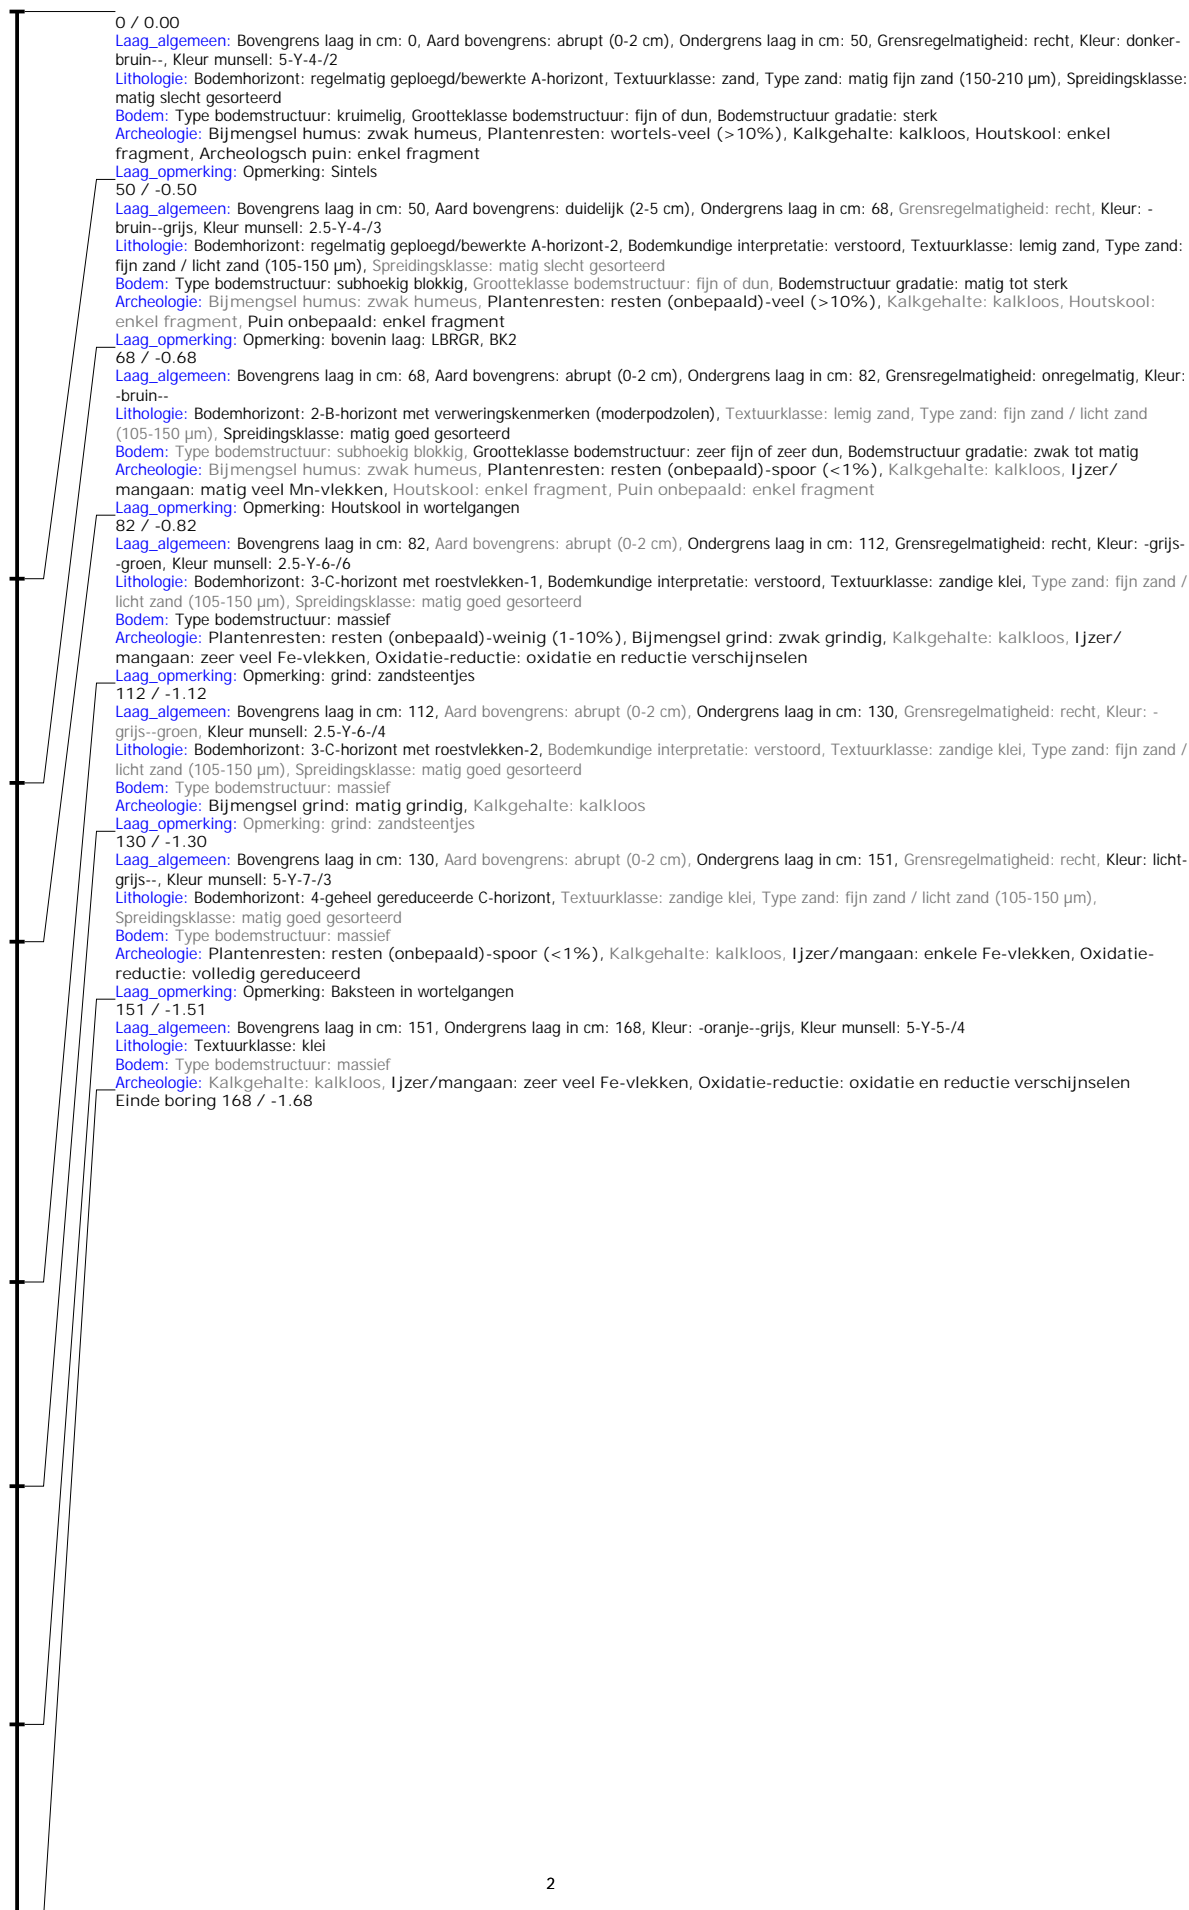 0 / 0.00
Laag_algemeen: Bovengrens laag in cm: 0, Aard bovengrens: abrupt (0-2 cm), Ondergrens laag in cm: 50, Grensregelmatigheid: recht, Kleur: donker-
bruin--, Kleur munsell: 5-Y-4-/2
Lithologie: Bodemhorizont: regelmatig geploegd/bewerkte A-horizont, Textuurklasse: zand, Type zand: matig fijn zand (150-210 µm), Spreidingsklasse:
matig slecht gesorteerd
Bodem: Type bodemstructuur: kruimelig, Grootteklasse bodemstructuur: fijn of dun, Bodemstructuur gradatie: sterk
Archeologie: Bijmengsel humus: zwak humeus, Plantenresten: wortels-veel (>10%), Kalkgehalte: kalkloos, Houtskool: enkel
fragment, Archeologsch puin: enkel fragment
Laag_opmerking: Opmerking: Sintels
50 / -0.50
Laag_algemeen: Bovengrens laag in cm: 50, Aard bovengrens: duidelijk (2-5 cm), Ondergrens laag in cm: 68, Grensregelmatigheid: recht, Kleur: -
bruin--grijs, Kleur munsell: 2.5-Y-4-/3
Lithologie: Bodemhorizont: regelmatig geploegd/bewerkte A-horizont-2, Bodemkundige interpretatie: verstoord, Textuurklasse: lemig zand, Type zand:
fijn zand / licht zand (105-150 µm), Spreidingsklasse: matig slecht gesorteerd
Bodem: Type bodemstructuur: subhoekig blokkig, Grootteklasse bodemstructuur: fijn of dun, Bodemstructuur gradatie: matig tot sterk
Archeologie: Bijmengsel humus: zwak humeus, Plantenresten: resten (onbepaald)-veel (>10%), Kalkgehalte: kalkloos, Houtskool:
enkel fragment, Puin onbepaald: enkel fragment
Laag_opmerking: Opmerking: bovenin laag: LBRGR, BK2
68 / -0.68
Laag_algemeen: Bovengrens laag in cm: 68, Aard bovengrens: abrupt (0-2 cm), Ondergrens laag in cm: 82, Grensregelmatigheid: onregelmatig, Kleur:
-bruin--
Lithologie: Bodemhorizont: 2-B-horizont met verweringskenmerken (moderpodzolen), Textuurklasse: lemig zand, Type zand: fijn zand / licht zand
(105-150 µm), Spreidingsklasse: matig goed gesorteerd
Bodem: Type bodemstructuur: subhoekig blokkig, Grootteklasse bodemstructuur: zeer fijn of zeer dun, Bodemstructuur gradatie: zwak tot matig
Archeologie: Bijmengsel humus: zwak humeus, Plantenresten: resten (onbepaald)-spoor (<1%), Kalkgehalte: kalkloos, Ijzer/
mangaan: matig veel Mn-vlekken, Houtskool: enkel fragment, Puin onbepaald: enkel fragment
Laag_opmerking: Opmerking: Houtskool in wortelgangen
82 / -0.82
Laag_algemeen: Bovengrens laag in cm: 82, Aard bovengrens: abrupt (0-2 cm), Ondergrens laag in cm: 112, Grensregelmatigheid: recht, Kleur: -grijs-
-groen, Kleur munsell: 2.5-Y-6-/6
Lithologie: Bodemhorizont: 3-C-horizont met roestvlekken-1, Bodemkundige interpretatie: verstoord, Textuurklasse: zandige klei, Type zand: fijn zand /
licht zand (105-150 µm), Spreidingsklasse: matig goed gesorteerd
Bodem: Type bodemstructuur: massief
Archeologie: Plantenresten: resten (onbepaald)-weinig (1-10%), Bijmengsel grind: zwak grindig, Kalkgehalte: kalkloos, Ijzer/
mangaan: zeer veel Fe-vlekken, Oxidatie-reductie: oxidatie en reductie verschijnselen
Laag_opmerking: Opmerking: grind: zandsteentjes
112 / -1.12
Laag_algemeen: Bovengrens laag in cm: 112, Aard bovengrens: abrupt (0-2 cm), Ondergrens laag in cm: 130, Grensregelmatigheid: recht, Kleur: -
grijs--groen, Kleur munsell: 2.5-Y-6-/4
Lithologie: Bodemhorizont: 3-C-horizont met roestvlekken-2, Bodemkundige interpretatie: verstoord, Textuurklasse: zandige klei, Type zand: fijn zand /
licht zand (105-150 µm), Spreidingsklasse: matig goed gesorteerd
Bodem: Type bodemstructuur: massief
Archeologie: Bijmengsel grind: matig grindig, Kalkgehalte: kalkloos
Laag_opmerking: Opmerking: grind: zandsteentjes
130 / -1.30
Laag_algemeen: Bovengrens laag in cm: 130, Aard bovengrens: abrupt (0-2 cm), Ondergrens laag in cm: 151, Grensregelmatigheid: recht, Kleur: licht-
grijs--, Kleur munsell: 5-Y-7-/3
Lithologie: Bodemhorizont: 4-geheel gereduceerde C-horizont, Textuurklasse: zandige klei, Type zand: fijn zand / licht zand (105-150 µm),
Spreidingsklasse: matig goed gesorteerd
Bodem: Type bodemstructuur: massief
Archeologie: Plantenresten: resten (onbepaald)-spoor (<1%), Kalkgehalte: kalkloos, Ijzer/mangaan: enkele Fe-vlekken, Oxidatie-
reductie: volledig gereduceerd
Laag_opmerking: Opmerking: Baksteen in wortelgangen
151 / -1.51
Laag_algemeen: Bovengrens laag in cm: 151, Ondergrens laag in cm: 168, Kleur: -oranje--grijs, Kleur munsell: 5-Y-5-/4
Lithologie: Textuurklasse: klei
Bodem: Type bodemstructuur: massief
Archeologie: Kalkgehalte: kalkloos, Ijzer/mangaan: zeer veel Fe-vlekken, Oxidatie-reductie: oxidatie en reductie verschijnselen
Einde boring 168 / -1.68
2